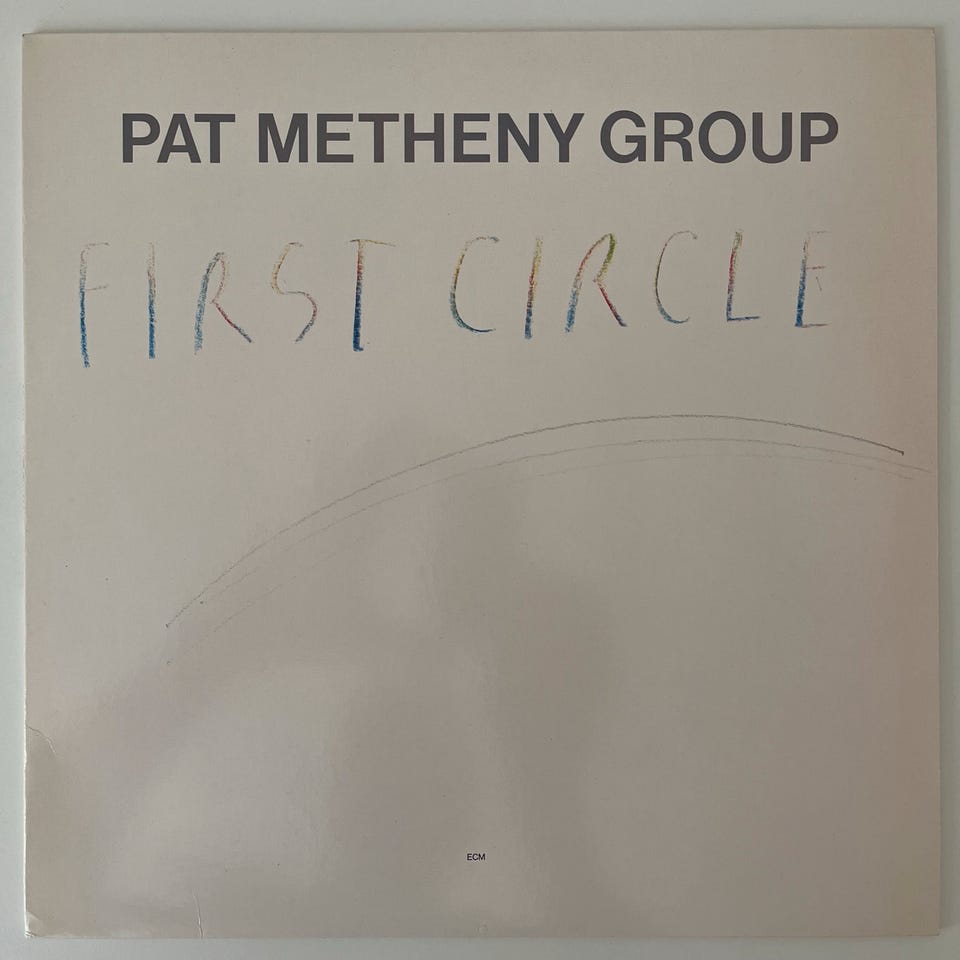 PAT METHENY GROUP
FIRST CIRCLE
ECM